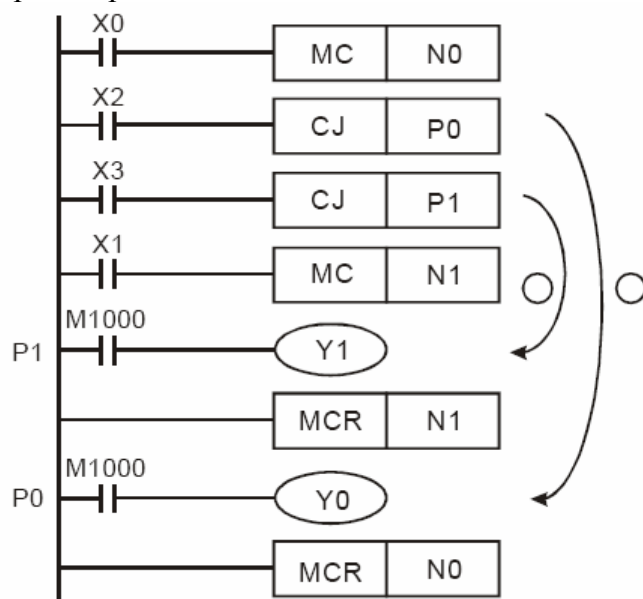 X0
MC N0
X2
CJ P0
X3
CJ P1
X1
MC N1
M1000
P1 Y1
MCR N1
M1000
P0 Y0
MCR N0